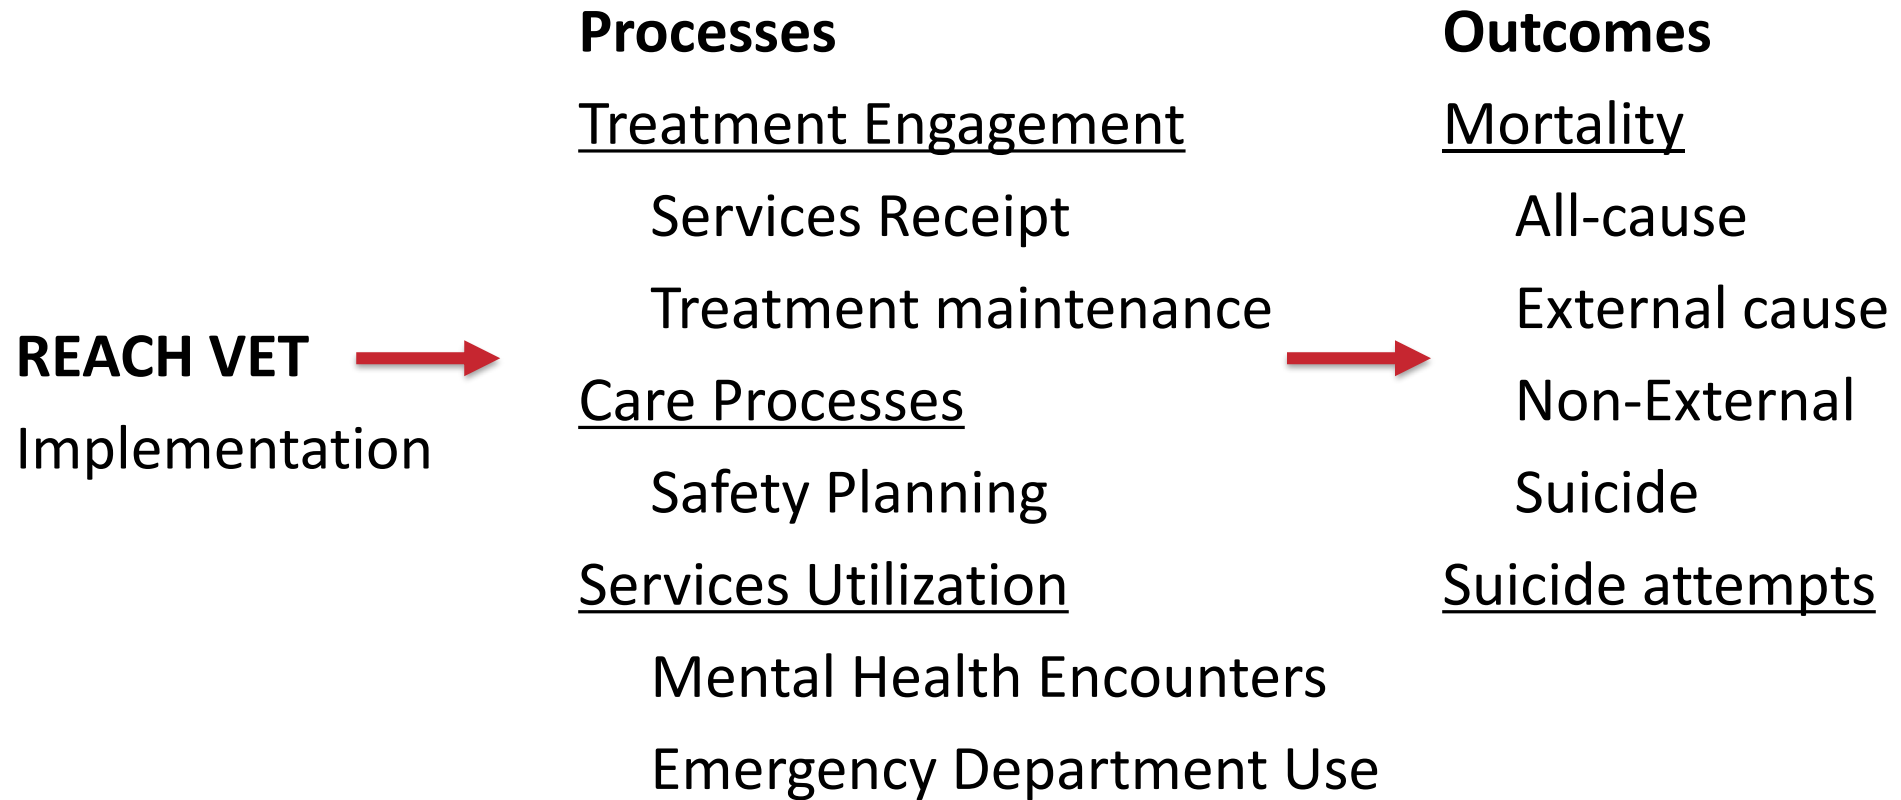 REACH VET
Implementation
Processes
Treatment Engagement
Services Receipt
Treatment maintenance
Care Processes
Safety Planning
Services Utilization
Mental Health Encounters
Emergency Department Use
Outcomes
Mortality
All-cause
External cause
Non-External
Suicide
Suicide attempts